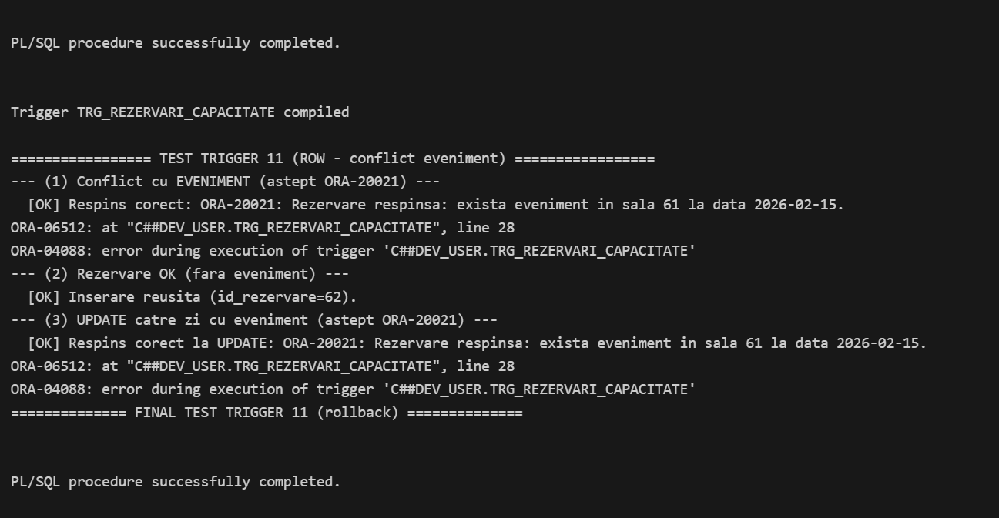 PL/SQL procedure successfully completed.
Trigger TRG_REZERVARI_CAPACITATE compiled
================= TEST TRIGGER 11 (ROW - conflict eveniment) =================
--- (1) Conflict cu EVENIMENT (astept ORA-20021) ---
  [OK] Respins corect: ORA-20021: Rezervare respinsa: exista eveniment in sala 61 la data 2026-02-15.
ORA-06512: at "C##DEV_USER.TRG_REZERVARI_CAPACITATE", line 28
ORA-04088: error during execution of trigger 'C##DEV_USER.TRG_REZERVARI_CAPACITATE'
--- (2) Rezervare OK (fara eveniment) ---
  [OK] Inserare reusita (id_rezervare=62).
--- (3) UPDATE catre zi cu eveniment (astept ORA-20021) ---
  [OK] Respins corect la UPDATE: ORA-20021: Rezervare respinsa: exista eveniment in sala 61 la data 2026-02-15.
ORA-06512: at "C##DEV_USER.TRG_REZERVARI_CAPACITATE", line 28
ORA-04088: error during execution of trigger 'C##DEV_USER.TRG_REZERVARI_CAPACITATE'
============== FINAL TEST TRIGGER 11 (rollback) ==============
PL/SQL procedure successfully completed.